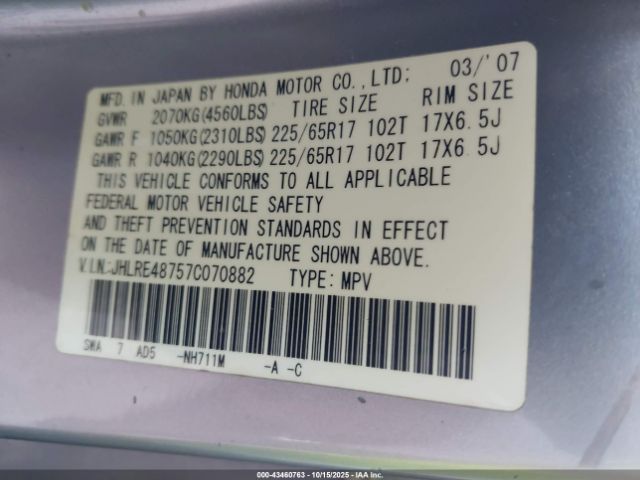 MFD. IN JAPAN BY HONDA MOTOR CO.,LTD: 03/'07
GVWR 2070KG(4560LBS) TIRE SIZE RIM SIZE
GAWR F 1050KG(2310LBS) 225/65R17 102T 17X6.5J
GAWR R 1040KG(2290LBS) 225/65R17 102T 17X6.5J
THIS VEHICLE CONFORMS TO ALL APPLICABLE
FEDERAL MOTOR VEHICLE SAFETY
AND THEFT PREVENTION STANDARDS IN EFFECT
ON THE DATE OF MANUFACTURE SHOWN ABOVE.
V.I.N.:JHLRE48757C070882 TYPE: MPV
SWA 7 AD5 -NH711M -A -C
000-43460763 - 10/15/2025 - IAA Inc.